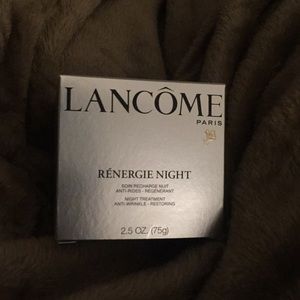 LANCÔME
PARIS
RÉNERGIE NIGHT
SOIN RECHARGE NUIT
ANTI-RIDES - RÉGÉNÉRANT
NIGHT TREATMENT
ANTI-WRINKLE - RESTORING
2.5 OZ. (75g)